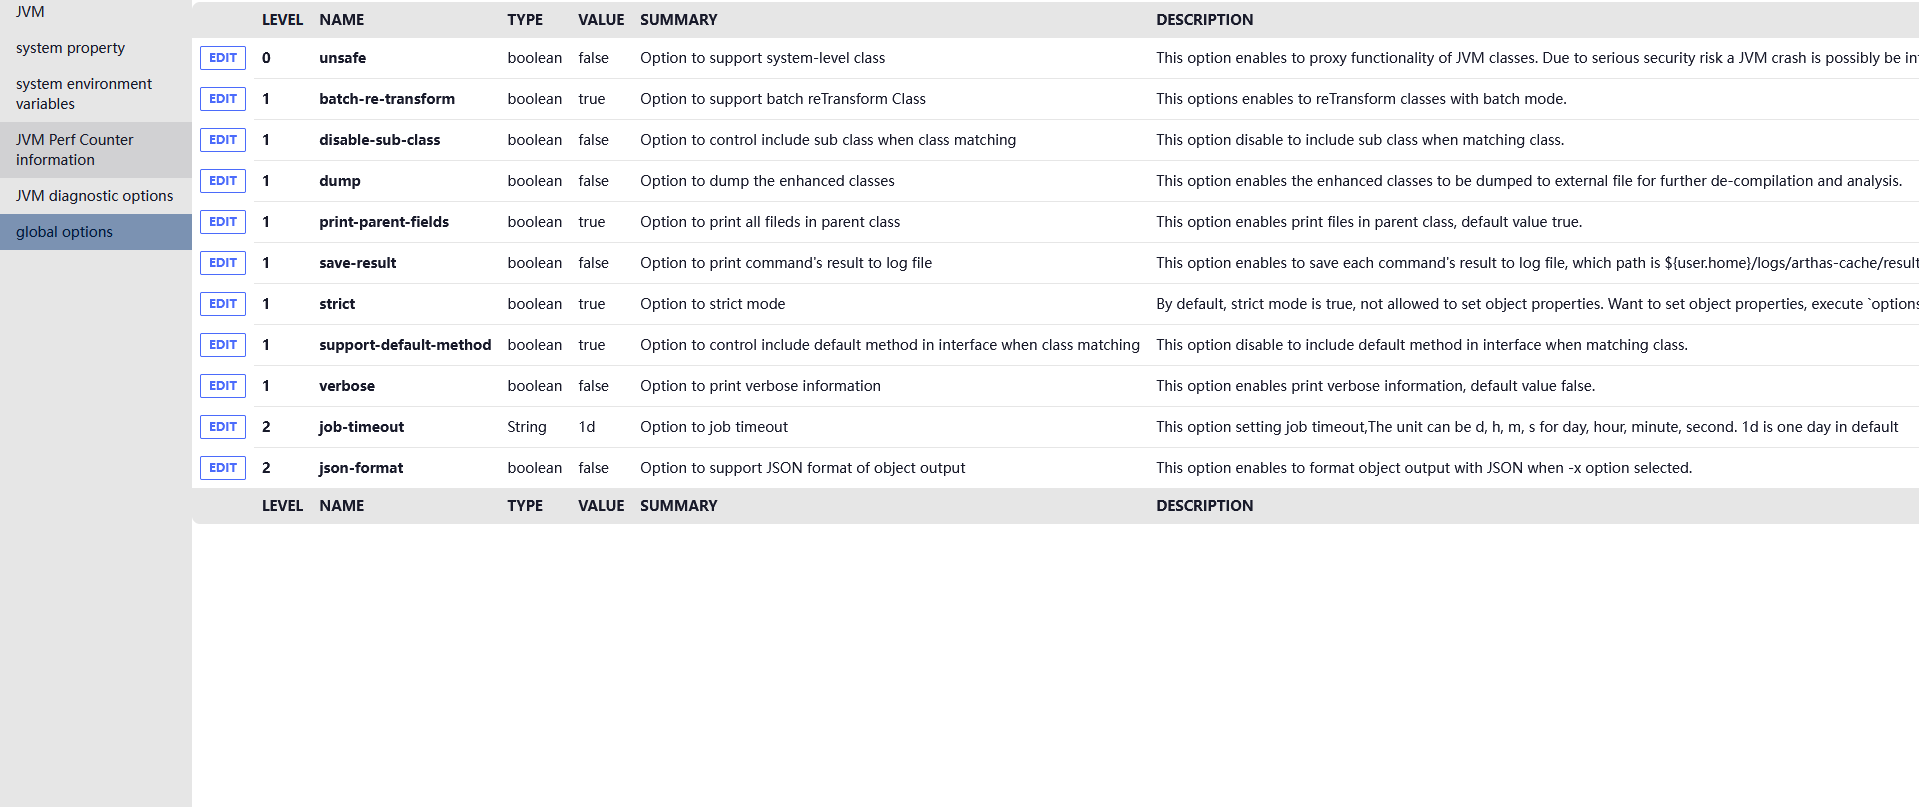 JVM
system property
system environment
variables
JVM Perf Counter
information
JVM diagnostic options
global options
LEVEL NAME TYPE VALUE SUMMARY DESCRIPTION
EDIT 0 unsafe boolean false Option to support system-level class This option enables to proxy functionality of JVM classes. Due to serious security risk a JVM crash is possibly be
EDIT 1 batch-re-transform boolean true Option to support batch reTransform Class This options enables to reTransform classes with batch mode.
EDIT 1 disable-sub-class boolean false Option to control include sub class when class matching This option disable to include sub class when matching class.
EDIT 1 dump boolean false Option to dump the enhanced classes This option enables the enhanced classes to be dumped to external file for further de-compilation and analysis.
EDIT 1 print-parent-fields boolean true Option to print all fileds in parent class This option enables print files in parent class, default value true.
EDIT 1 save-result boolean false Option to print command's result to log file This option enables to save each command's result to log file, which path is ${user.home}/logs/arthas-cache/result
EDIT 1 strict boolean true Option to strict mode By default, strict mode is true, not allowed to set object properties. Want to set object properties, execute `options
EDIT 1 support-default-method boolean true Option to control include default method in interface when class matching This option disable to include default method in interface when matching class.
EDIT 1 verbose boolean false Option to print verbose information This option enables print verbose information, default value false.
EDIT 2 job-timeout String 1d Option to job timeout This option setting job timeout,The unit can be d, h, m, s for day, hour, minute, second. 1d is one day in default
EDIT 2 json-format boolean false Option to support JSON format of object output This option enables to format object output with JSON when -x option selected.
LEVEL NAME TYPE VALUE SUMMARY DESCRIPTION